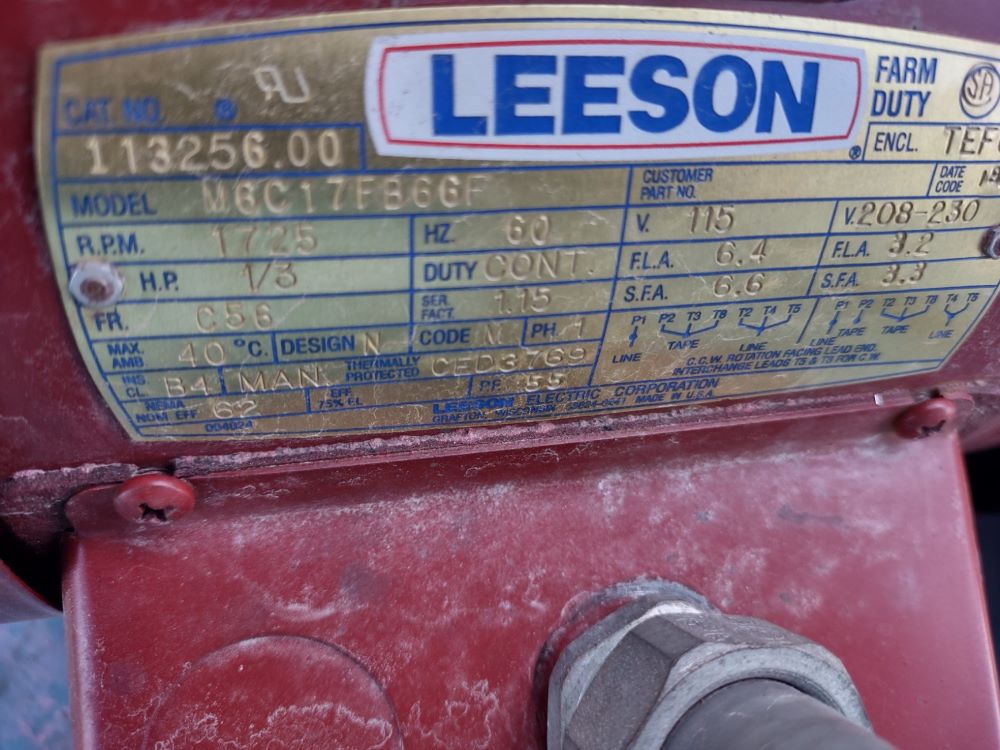 LEESON
FARM DUTY
CAT. NO. ®
113256.00
®
ENCL. TEF
MODEL M6C17FB66F
CUSTOMER PART NO.
DATE CODE
R.P.M. 1725
HZ. 60
V. 115
V. 208-230
H.P. 1/3
DUTY CONT.
F.L.A. 6.4
F.L.A. 3.2
FR. C56
SER. FACT. 1.15
S.F.A. 6.6
S.F.A. 3.3
MAX. AMB. 40 °C.
DESIGN N
CODE N
PH. 1
P1 P2 T3 T8 T2 T4 T5
P1 P2 T2 T3 T8 T4 T5
LINE TAPE LINE
LINE TAPE TAPE LINE
INS. CL. B4
MAN.
THERMALLY PROTECTED
CED3769
C.C.W. ROTATION FACING LEAD END.
INTERCHANGE LEADS T5 & T8 FOR C.W.
NEMA NOM EFF 62
EFF 75% FL
P.F. 55
LEESON ELECTRIC CORPORATION
GRAFTON, WISCONSIN MADE IN U.S.A.
004024